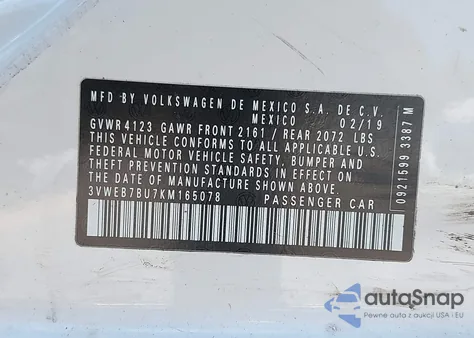 MFD BY VOLKSWAGEN DE MEXICO S.A. DE C.V.
MEXICO 02/19
GVWR 4123 GAWR FRONT 2161 / REAR 2072 LBS
THIS VEHICLE CONFORMS TO ALL APPLICABLE
FEDERAL MOTOR VEHICLE SAFETY, BUMPER AND
THEFT PREVENTION STANDARDS IN EFFECT ON THE
DATE OF MANUFACTURE SHOWN ABOVE.
3VWEB7BU7KM165078 PASSENGER CAR
0921599 3387 M
autoSnap
Pewne auto z aukcji USA i EU